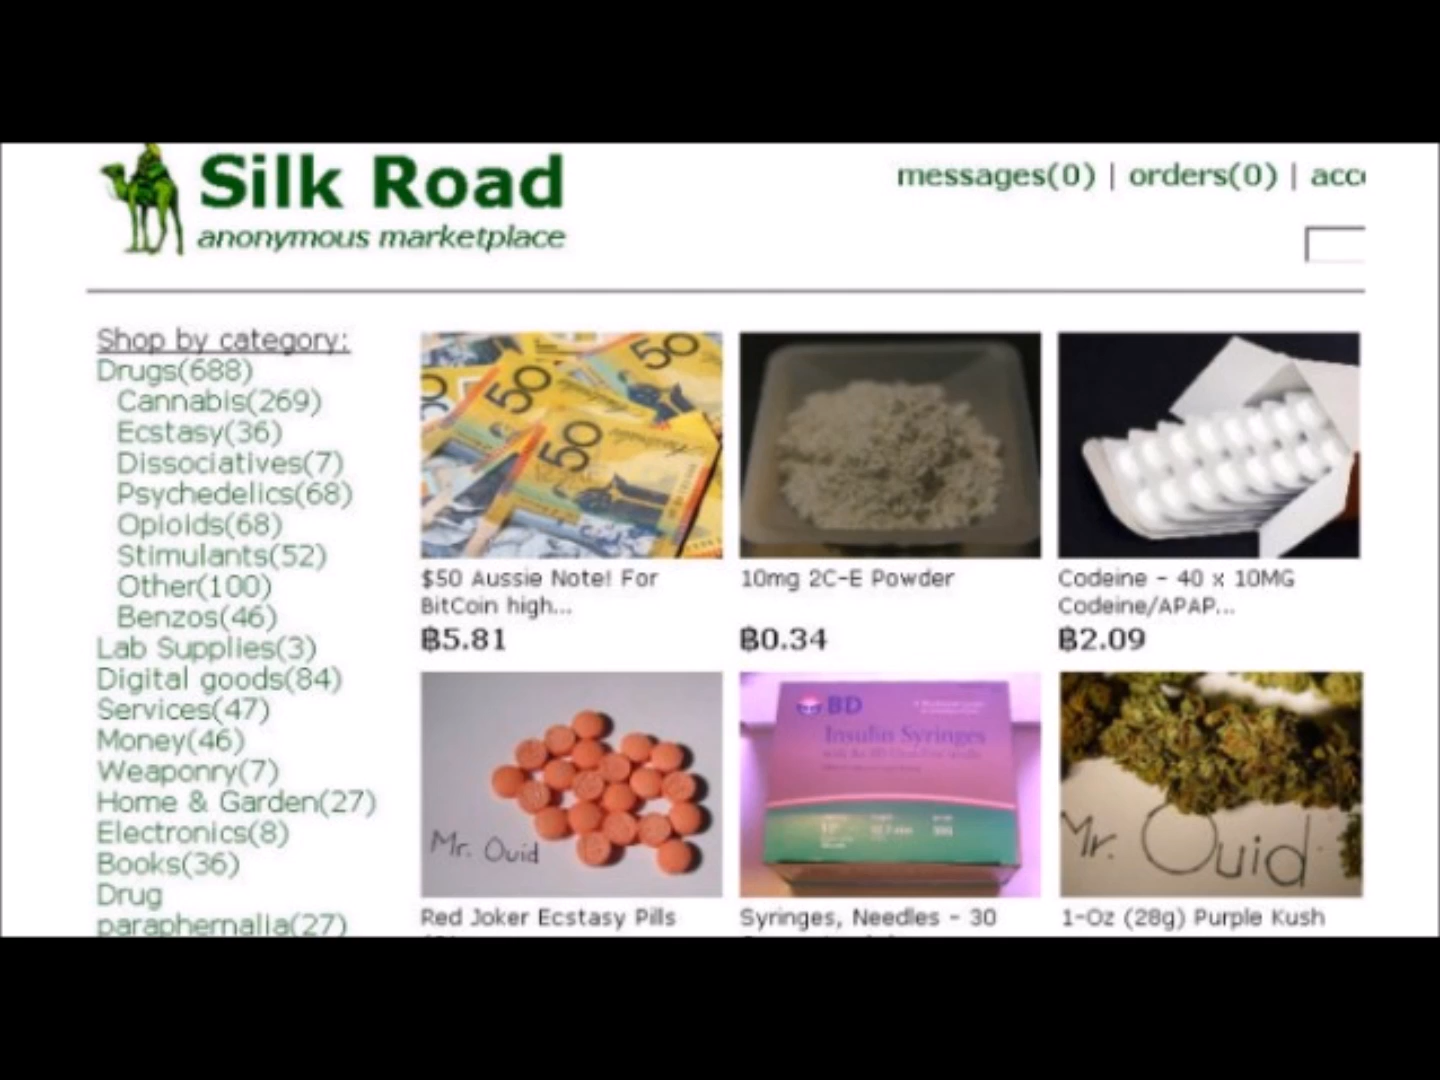 Silk Road
anonymous marketplace
messages(0) | orders(0) |
Shop by category:
Drugs(688)
Cannabis(269)
Ecstasy(36)
Dissociatives(7)
Psychedelics(68)
Opioids(68)
Stimulants(52)
Other(100)
Benzos(46)
Lab Supplies(3)
Digital goods(84)
Services(47)
Money(46)
Weaponry(7)
Home & Garden(27)
Electronics(8)
Books(36)
Drug
paraphernalia(27)
50
50
50
$50 Aussie Note! For
BitCoin high...
฿5.81
10mg 2C-E Powder
฿0.34
Codeine - 40 x 10MG
Codeine/APAP...
฿2.09
Mr. Ouid
Red Joker Ecstasy Pills
BD
Insulin Syringes
Syringes, Needles - 30
Mr. Ouid
1-Oz (28g) Purple Kush